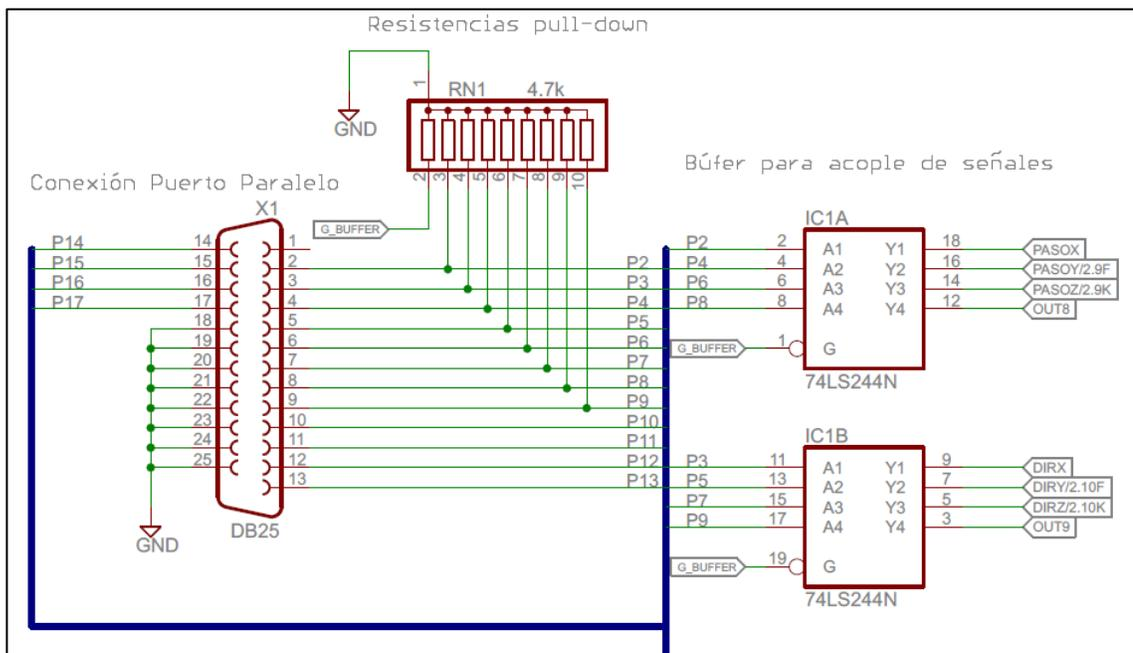 Resistencias pull-down
1
RN1 4.7k
GND
2 3 4 5 6 7 8 9 10
Búfer para acople de señales
Conexión Puerto Paralelo
X1
G_BUFFER
IC1A
P14 14 1
P15 15 2 P2
P16 16 3 P3
P17 17 4 P4
18 5 P5
19 6 P6
20 7 P7
21 8 P8
22 9 P9
23 10 P10
24 11 P11
25 12 P12
13 P13
GND
DB25
P2 2 A1 Y1 18 PASOX
P4 4 A2 Y2 16 PASOY/2.9F
P6 6 A3 Y3 14 PASOZ/2.9K
P8 8 A4 Y4 12 OUT8
G_BUFFER 1 G
74LS244N
IC1B
P3 11 A1 Y1 9 DIRX
P5 13 A2 Y2 7 DIRY/2.10F
P7 15 A3 Y3 5 DIRZ/2.10K
P9 17 A4 Y4 3 OUT9
G_BUFFER 19 G
74LS244N